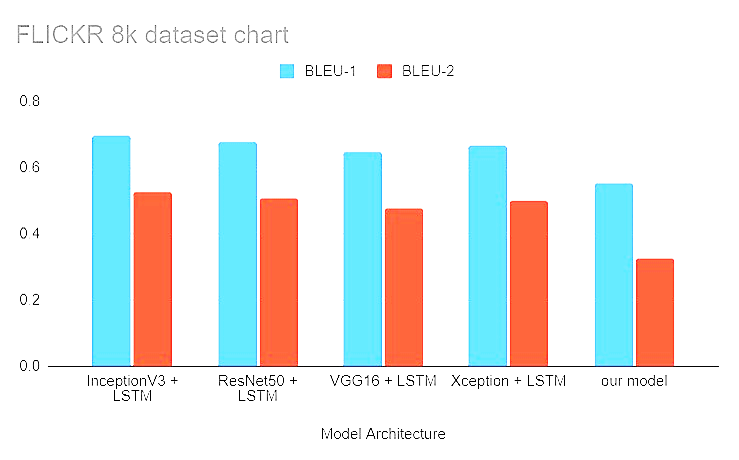 FLICKR 8k dataset chart
BLEU-1 BLEU-2
0.8
0.6
0.4
0.2
0.0
InceptionV3 + LSTM
ResNet50 + LSTM
VGG16 + LSTM
Xception + LSTM
our model
Model Architecture